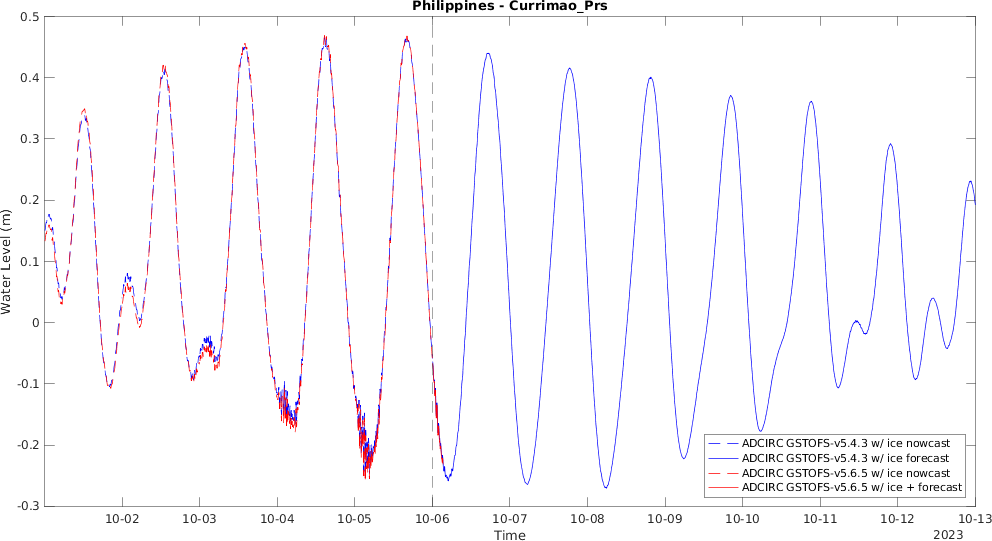 Philippines - Currimao_Prs
0.5
0.4
0.3
0.2
0.1
0
-0.1
-0.2
-0.3
Water Level (m)
ADCIRC GSTOFS-v5.4.3 w/ ice nowcast
ADCIRC GSTOFS-v5.4.3 w/ ice forecast
ADCIRC GSTOFS-v5.6.5 w/ ice nowcast
ADCIRC GSTOFS-v5.6.5 w/ ice + forecast
10-02 10-03 10-04 10-05 10-06 10-07 10-08 10-09 10-10 10-11 10-12 10-13
Time
2023